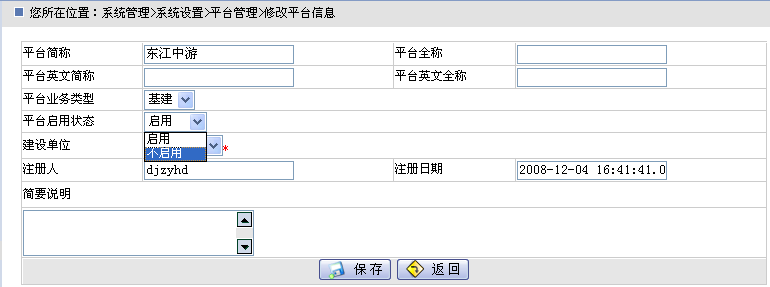 您所在位置：系统管理>系统设置>平台管理>修改平台信息
平台简称 东江中游 平台全称
平台英文简称 平台英文全称
平台业务类型 基建
平台启用状态 启用
启用
不启用
建设单位 *
注册人 djzyhd 注册日期 2008-12-04 16:41:41.0
简要说明
保存 返回